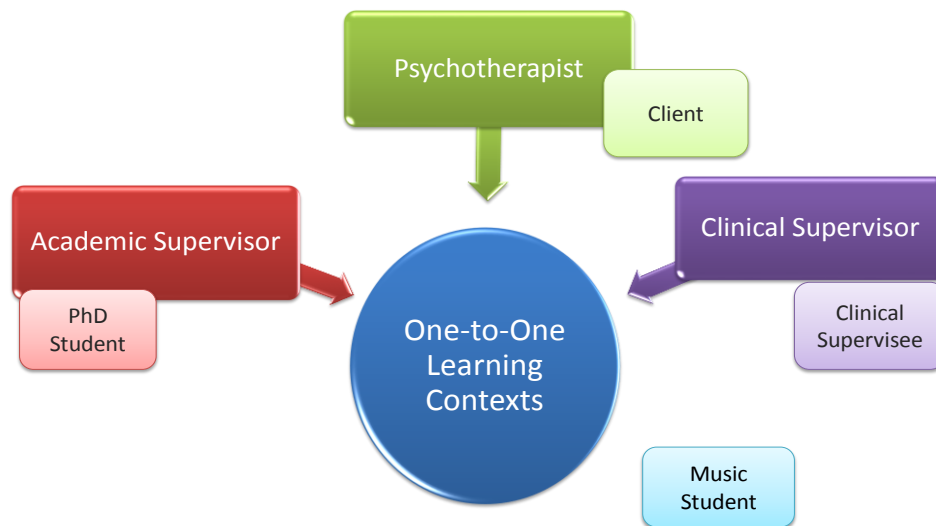 Psychotherapist
Client
Academic Supervisor
PhD
Student
Clinical Supervisor
Clinical
Supervisee
One-to-One
Learning
Contexts
Music
Student